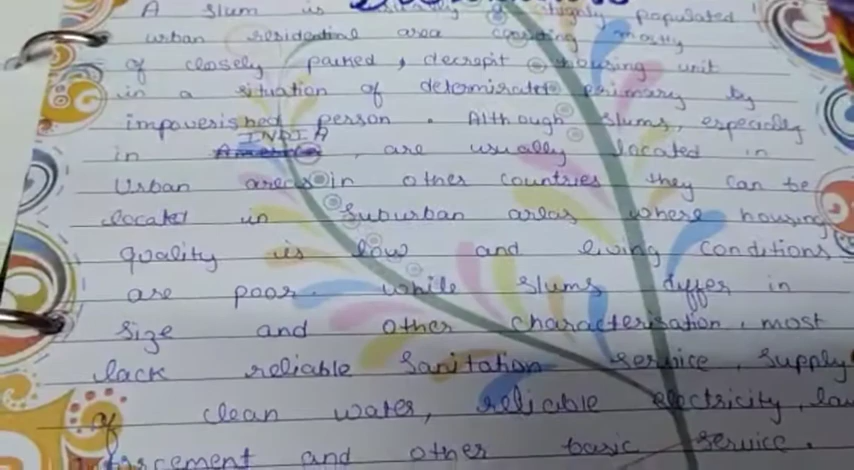 A slum is usually a highly populated
urban residential area consisting mostly
of closely packed, decrepit housing unit
in a situation of determirate primary by
impoverished person. Although slums, especially
INDIA
in America, are usually located in
Urban areas in other countries they can be
located in suburban areas where housing
quality is low and living conditions
are poor. while slums differ in
size and other characterisation, most
lack reliable sanitation service, supply
of clean water, reliable electricity, law
and other basic service.